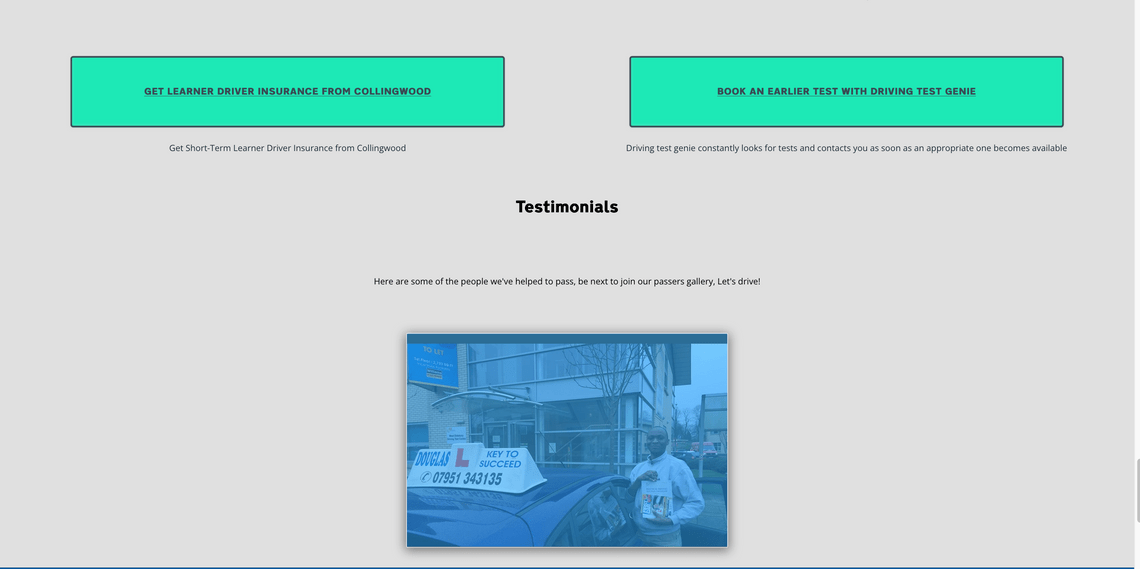 GET LEARNER DRIVER INSURANCE FROM COLLINGWOOD
BOOK AN EARLIER TEST WITH DRIVING TEST GENIE
Get Short-Term Learner Driver Insurance from Collingwood
Driving test genie constantly looks for tests and contacts you as soon as an appropriate one becomes available
Testimonials
Here are some of the people we've helped to pass, be next to join our passers gallery, Let's drive!
TO LET
DOUGLAS L KEY TO
SUCCEED
07951 343135